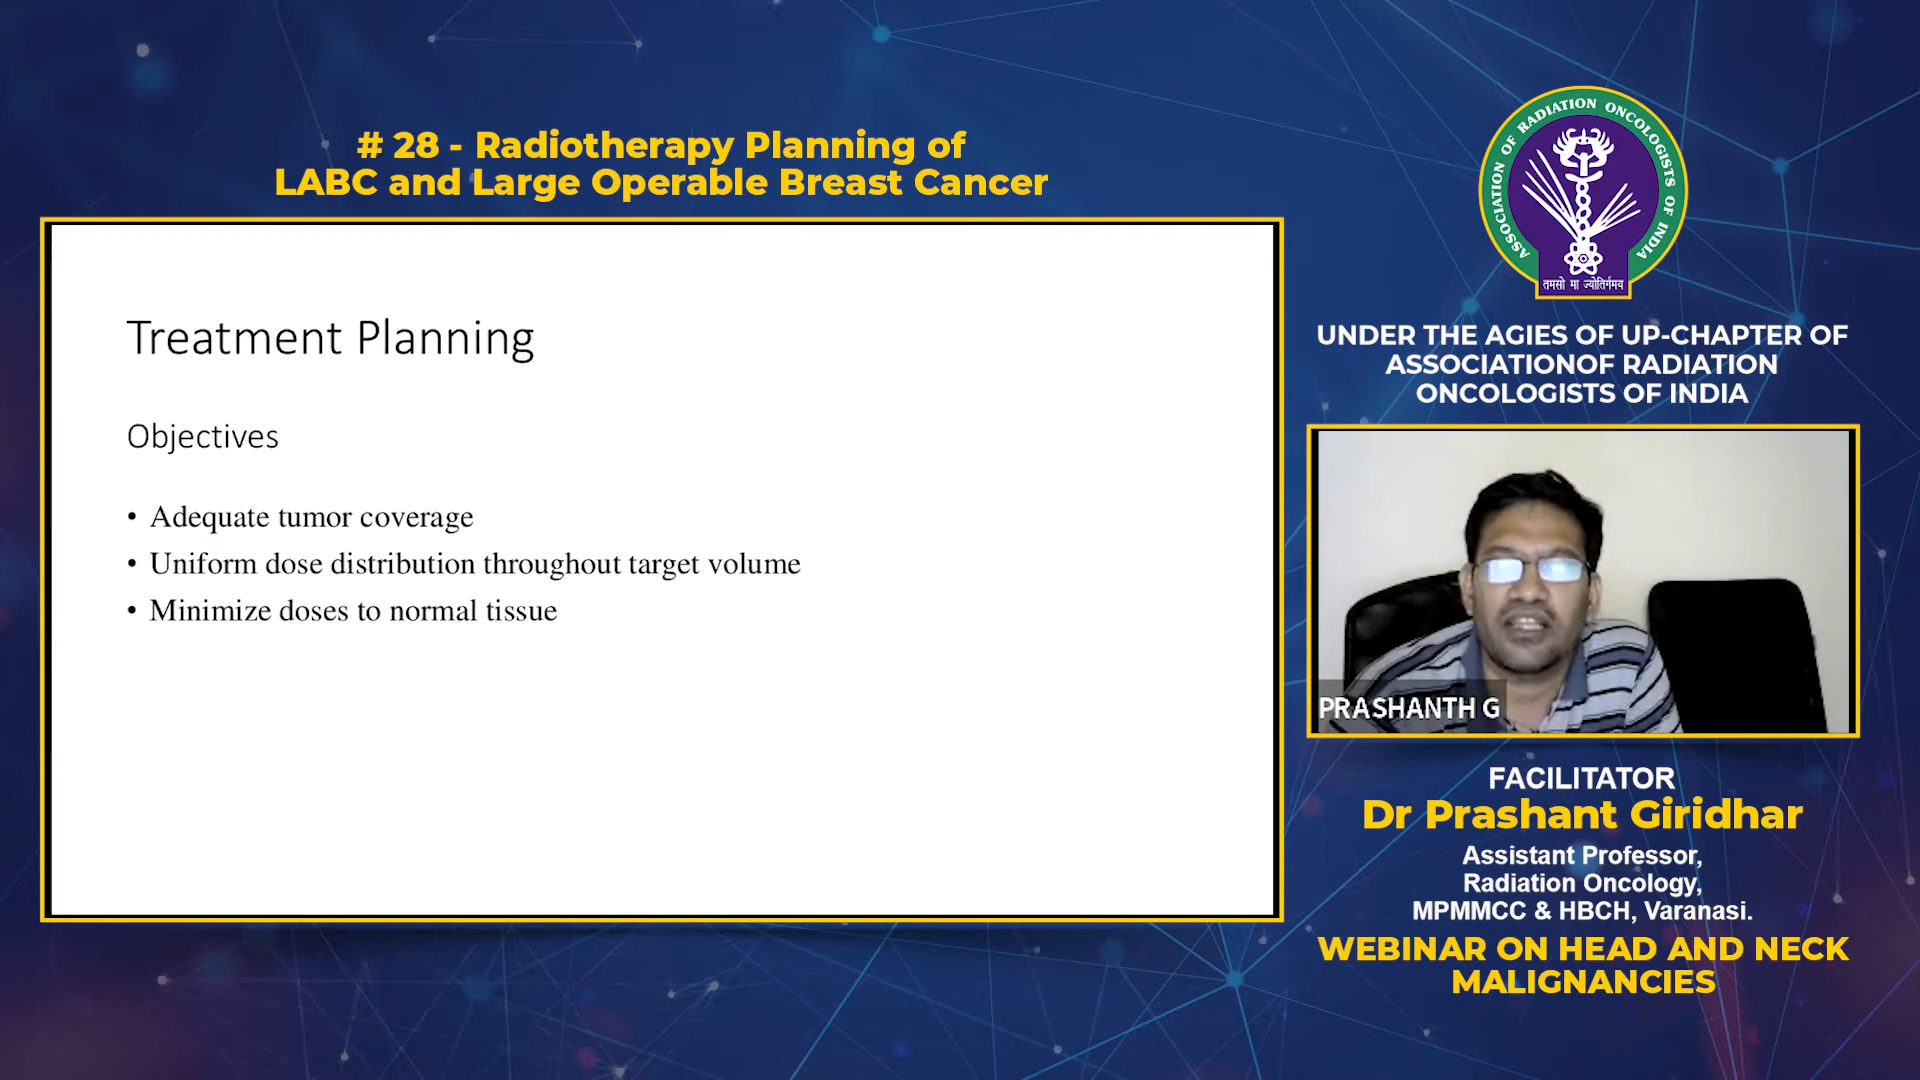 # 28 - Radiotherapy Planning of
LABC and Large Operable Breast Cancer
Treatment Planning
Objectives
• Adequate tumor coverage
• Uniform dose distribution throughout target volume
• Minimize doses to normal tissue
ASSOCIATION OF RADIATION ONCOLOGISTS OF INDIA
तमसो मा ज्योतिर्गमय
UNDER THE AGIES OF UP-CHAPTER OF
ASSOCIATIONOF RADIATION
ONCOLOGISTS OF INDIA
PRASHANTH G
FACILITATOR
Dr Prashant Giridhar
Assistant Professor,
Radiation Oncology,
MPMMCC & HBCH, Varanasi.
WEBINAR ON HEAD AND NECK
MALIGNANCIES